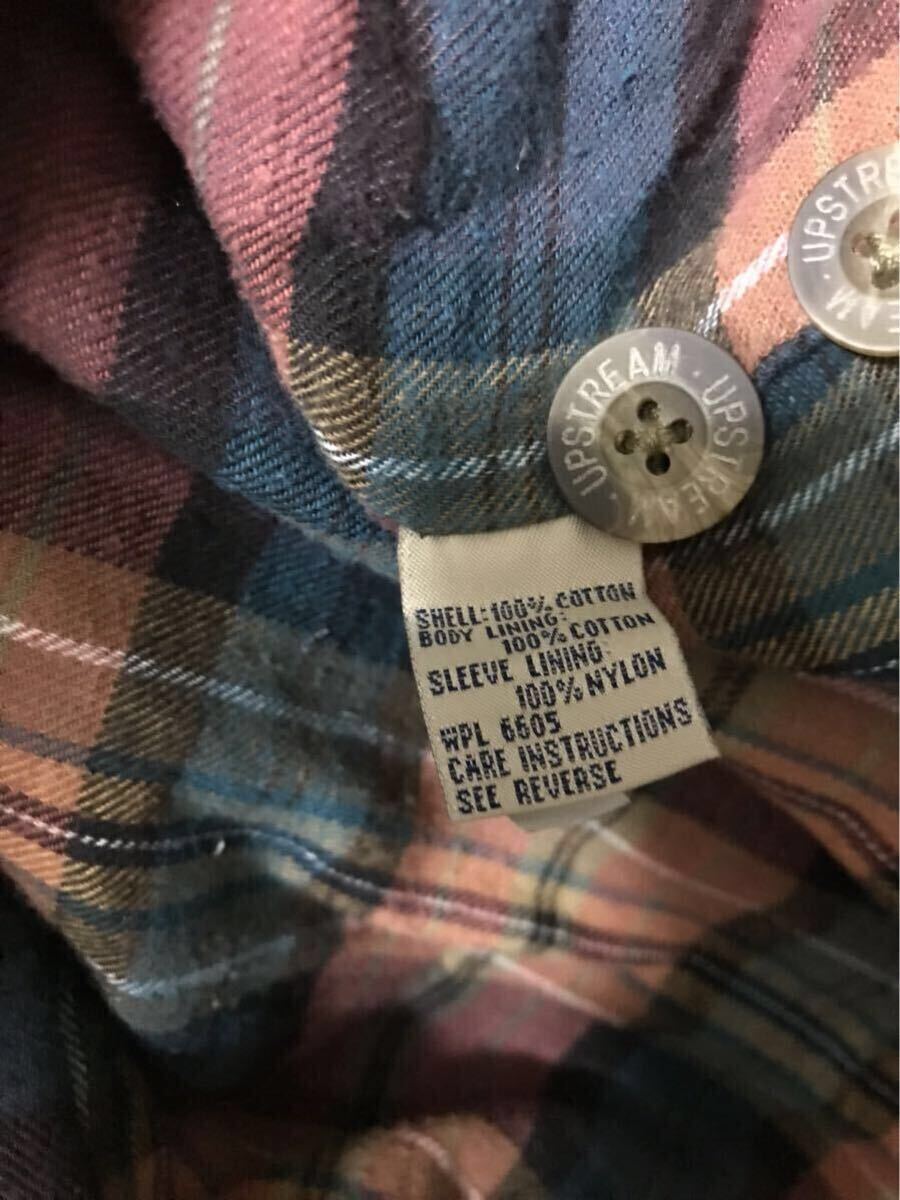 UPSTREAM · UPSTREAM ·
UPSTREAM ·
SHELL: 100% COTTON
BODY LINING:
100% COTTON
SLEEVE LINING:
100% NYLON
WPL 6605
CARE INSTRUCTIONS
SEE REVERSE